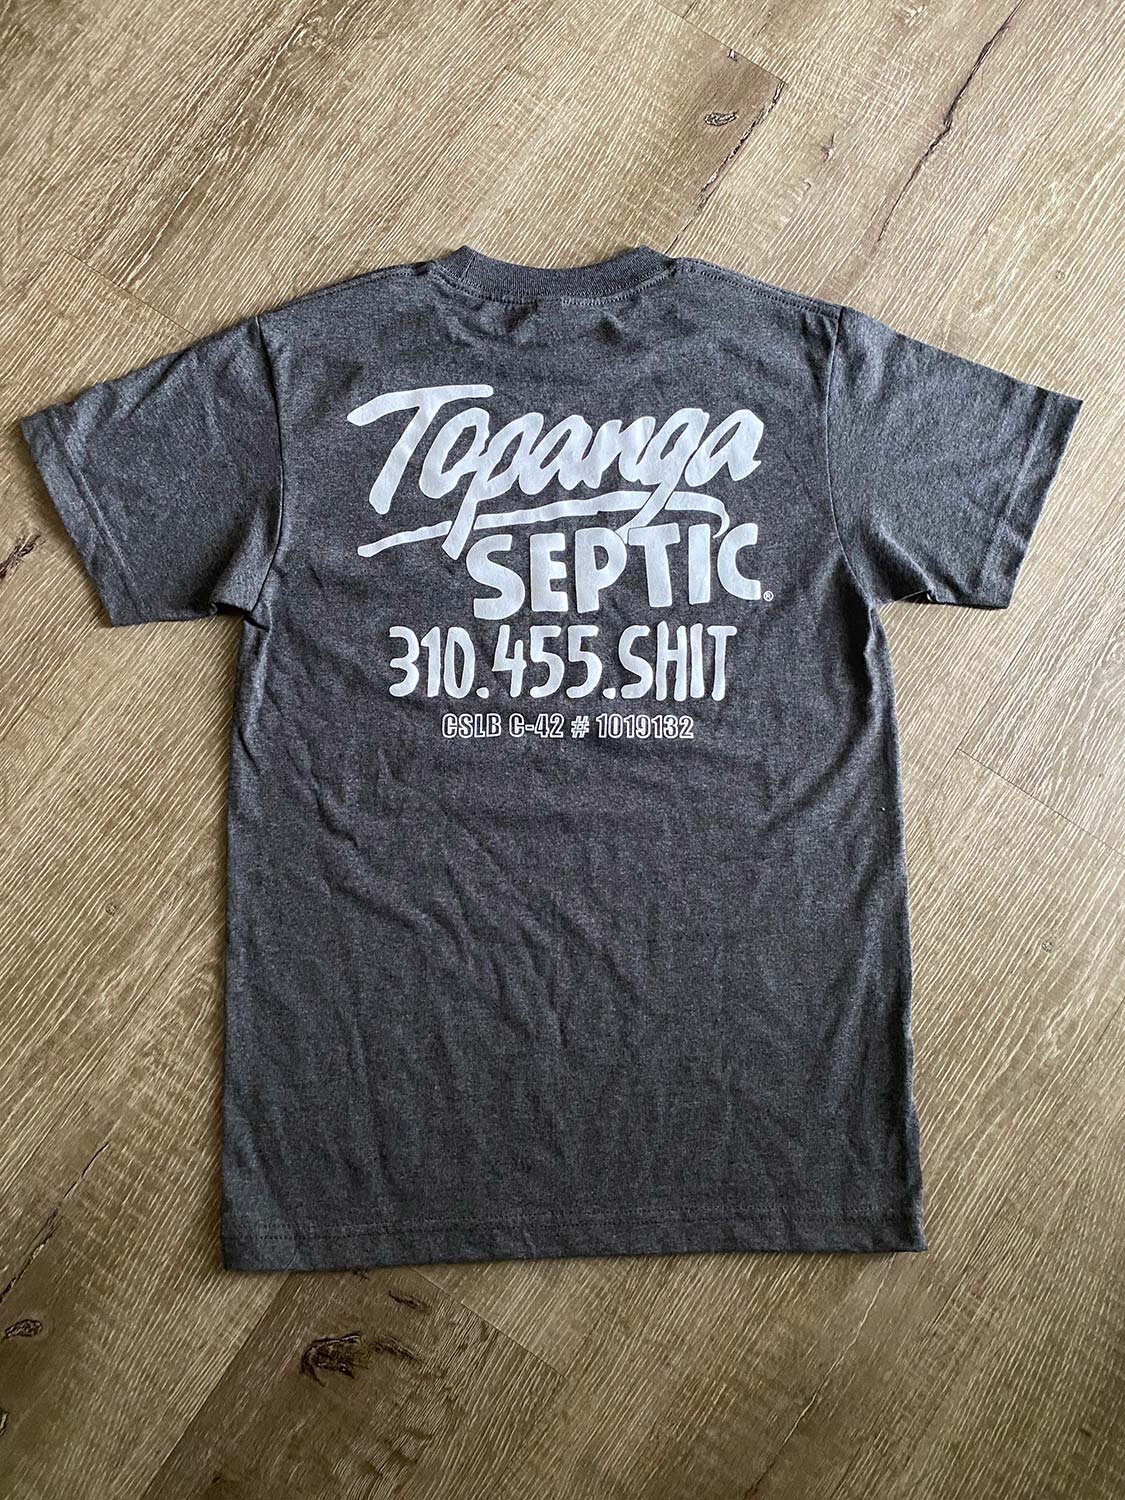 Topanga
SEPTIC®
310.455.SHIT
CSLB C-42 # 1019132